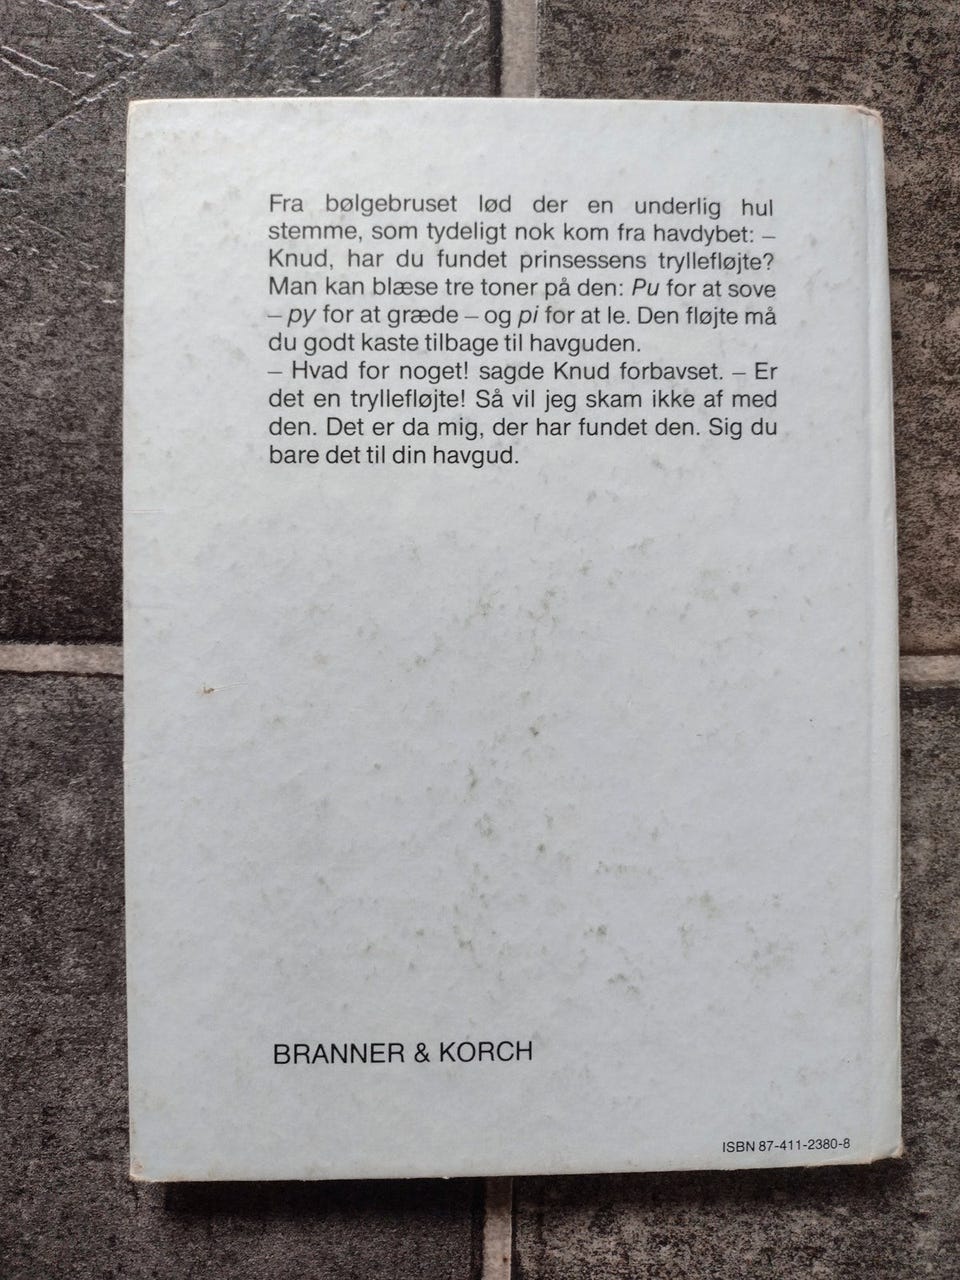 Fra bølgebruset lød der en underlig hul
stemme, som tydeligt nok kom fra havdybet: –
Knud, har du fundet prinsessens tryllefløjte?
Man kan blæse tre toner på den: Pu for at sove
– py for at græde – og pi for at le. Den fløjte må
du godt kaste tilbage til havguden.
– Hvad for noget! sagde Knud forbavset. – Er
det en tryllefløjte! Så vil jeg skam ikke af med
den. Det er da mig, der har fundet den. Sig du
bare det til din havgud.
BRANNER & KORCH
ISBN 87-411-2380-8